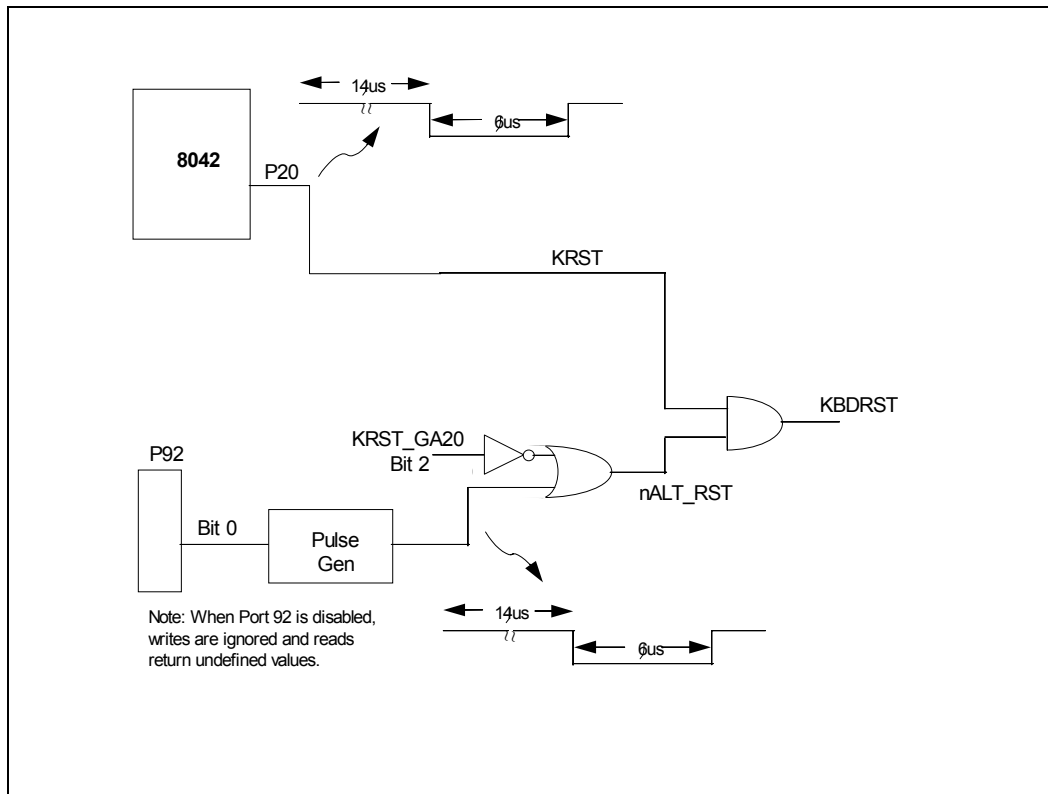 14us
6us
8042
P20
KRST
KBDRST
KRST_GA20
Bit 2
nALT_RST
P92
Bit 0
Pulse
Gen
14us
6us
Note: When Port 92 is disabled,
writes are ignored and reads
return undefined values.